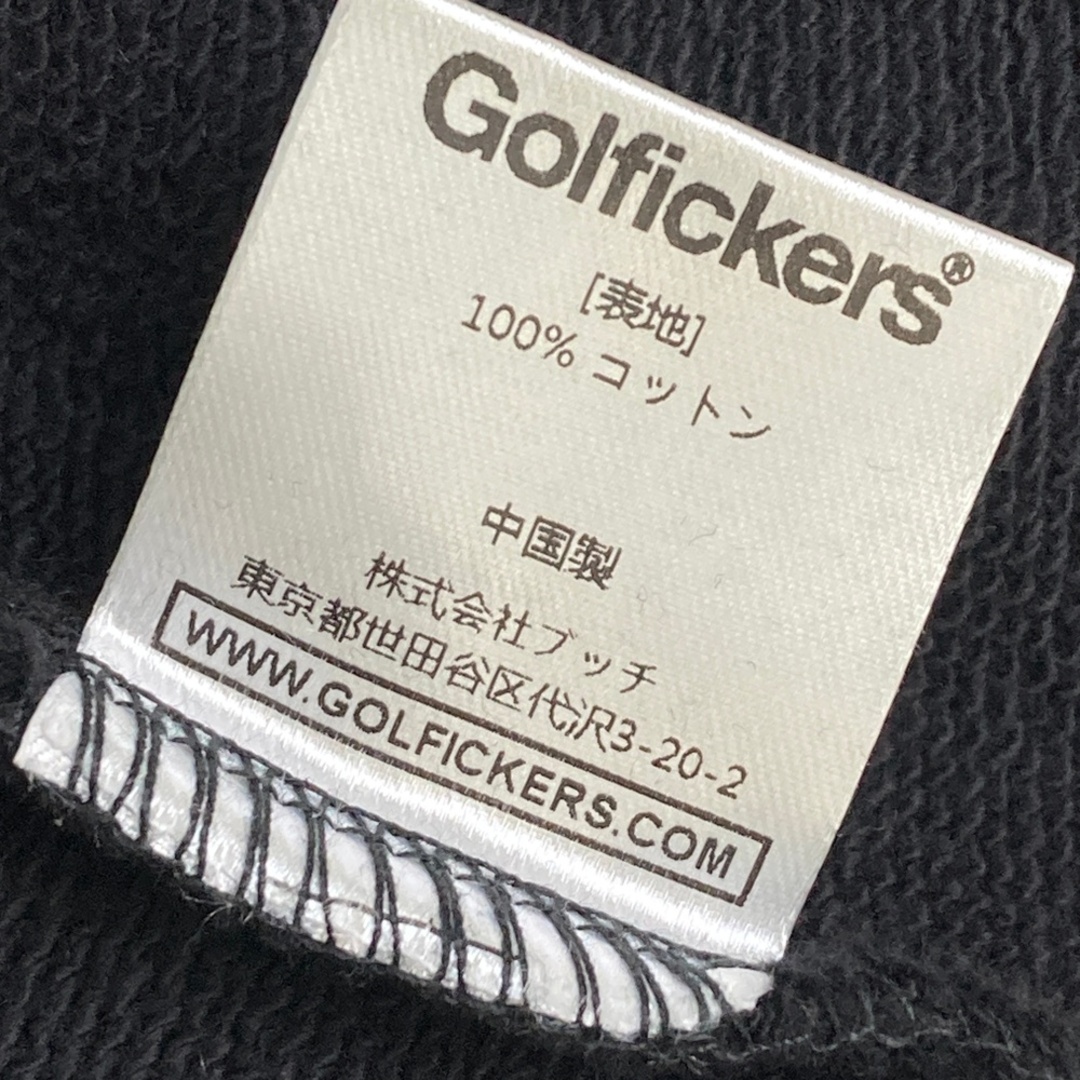 Golfickers®
[表地]
100% コットン
中国製
株式会社ブッチ
東京都世田谷区代沢3-20-2
WWW.GOLFICKERS.COM